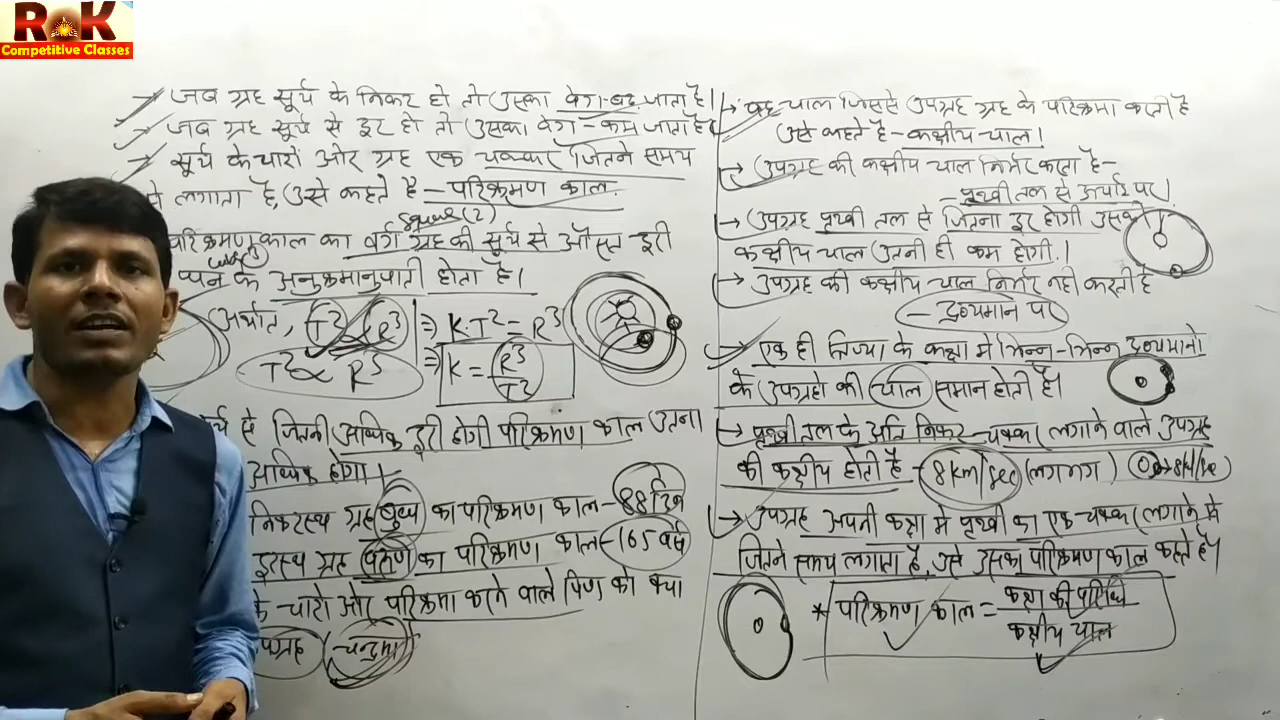 ROK
Competitive Classes
→ जब ग्रह सूर्य के निकट हो तो उसका वेग-बढ़ जाता है।
→ जब ग्रह सूर्य से दूर हो तो उसका वेग-कम जाता है।
→ सूर्य के चारों ओर ग्रह एक चक्कर जितने समय
मे लगाता है, उसे कहते है – परिक्रमण काल.
Square(2)
परिक्रमण काल का वर्ग ग्रह की सूर्य से औसत दूरी
के अनुक्रमानुपाती होता है।
अर्थात, T² ∝ R³ ⇒ K.T² = R³
T² ∝ R³ ⇒ K = R³/T²
से जितनी अधिक दूरी होगी परिक्रमण काल उतना
अधिक होगा।
निकटस्थ ग्रह बुध का परिक्रमण काल – 88 दिन
दूरस्थ ग्रह वरुण का परिक्रमण काल – 165 वर्ष
के चारो ओर परिक्रमा करने वाले पिण्ड को क्या
उपग्रह (चन्द्रमा)
→ वह चाल जिससे उपग्रह ग्रह के परिक्रमा करती है
उसे कहते है – कक्षीय चाल।
→ उपग्रह की कक्षीय चाल निर्भर करता है –
– पृथ्वी तल से ऊचाई पर।
→ उपग्रह पृथ्वी तल से जितना दूर होगी उसकी
कक्षीय चाल उतनी ही कम होगी.।
→ उपग्रह की कक्षीय चाल निर्भर नही करती है
– द्रव्यमान पर
→ एक ही त्रिज्या के कक्षा मे भिन्न-भिन्न द्रव्यमानो
के उपग्रहो की चाल समान होती है।
→ पृथ्वी तल के अति निकट चक्कर लगाने वाले उपग्रह
की कक्षीय होती है – 8 km/sec (लगभग)
→ उपग्रह अपनी कक्षा मे पृथ्वी का एक चक्कर लगाने मे
जितने समय लगाता है, उसे उसका परिक्रमण काल कहते है।
* परिक्रमण काल = कक्षा की परिधि / कक्षीय चाल